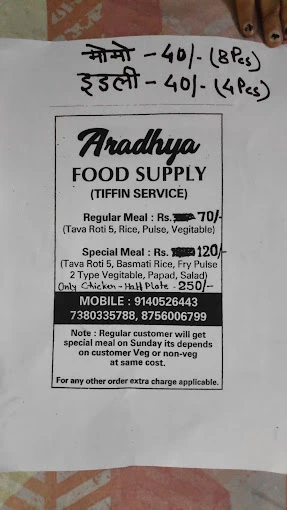 मोमो - 40/- (8 Pcs)
इडली - 40/- (4 Pcs)
Aradhya
FOOD SUPPLY
(TIFFIN SERVICE)
Regular Meal : Rs. 70/-
(Tava Roti 5, Rice, Pulse, Vegitable)
Special Meal : Rs. 120/-
(Tava Roti 5, Basmati Rice, Fry Pulse
2 Type Vegitable, Papad, Salad)
Only Chicken - Half Plate - 250/-
MOBILE : 9140526443
7380335788, 8756006799
Note : Regular customer will get
special meal on Sunday its depends
on customer Veg or non-veg
at same cost.
For any other order extra charge applicable.